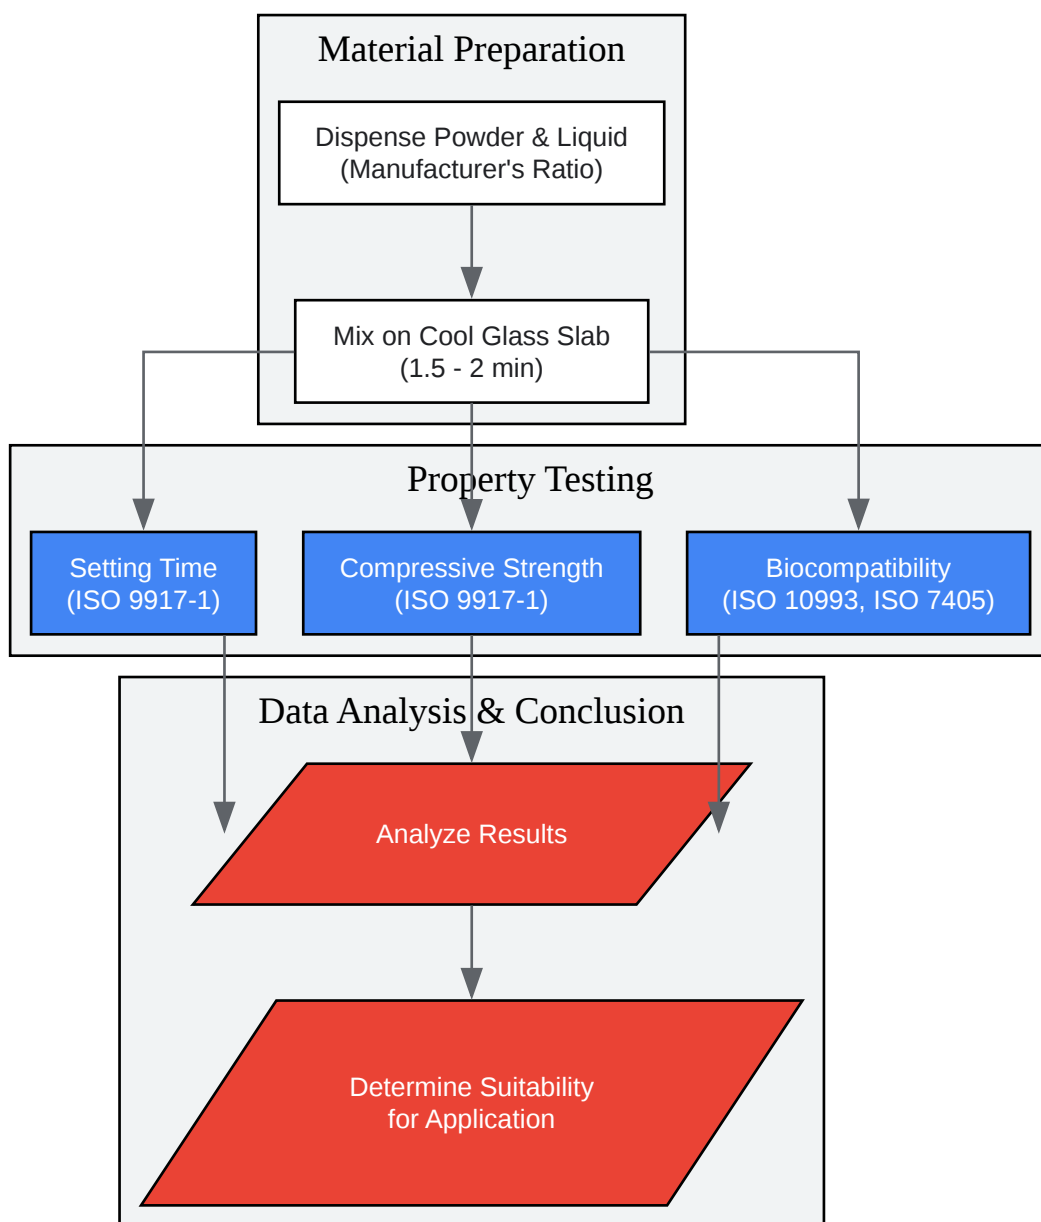 Material Preparation
Dispense Powder & Liquid
(Manufacturer's Ratio)
Mix on Cool Glass Slab
(1.5 - 2 min)
Property Testing
Setting Time
(ISO 9917-1)
Compressive Strength
(ISO 9917-1)
Biocompatibility
(ISO 10993, ISO 7405)
Data Analysis & Conclusion
Analyze Results
Determine Suitability
for Application